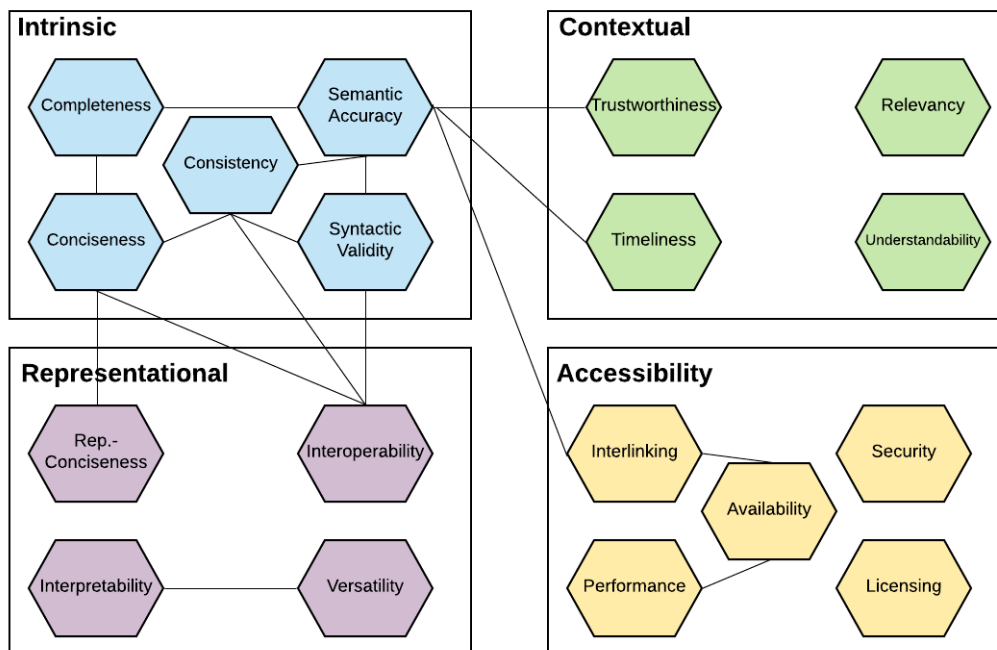 Intrinsic
Completeness
Semantic
Accuracy
Consistency
Conciseness
Syntactic
Validity
Contextual
Trustworthiness
Relevancy
Timeliness
Understandability
Representational
Rep.-
Conciseness
Interoperability
Interpretability
Versatility
Accessibility
Interlinking
Security
Availability
Performance
Licensing